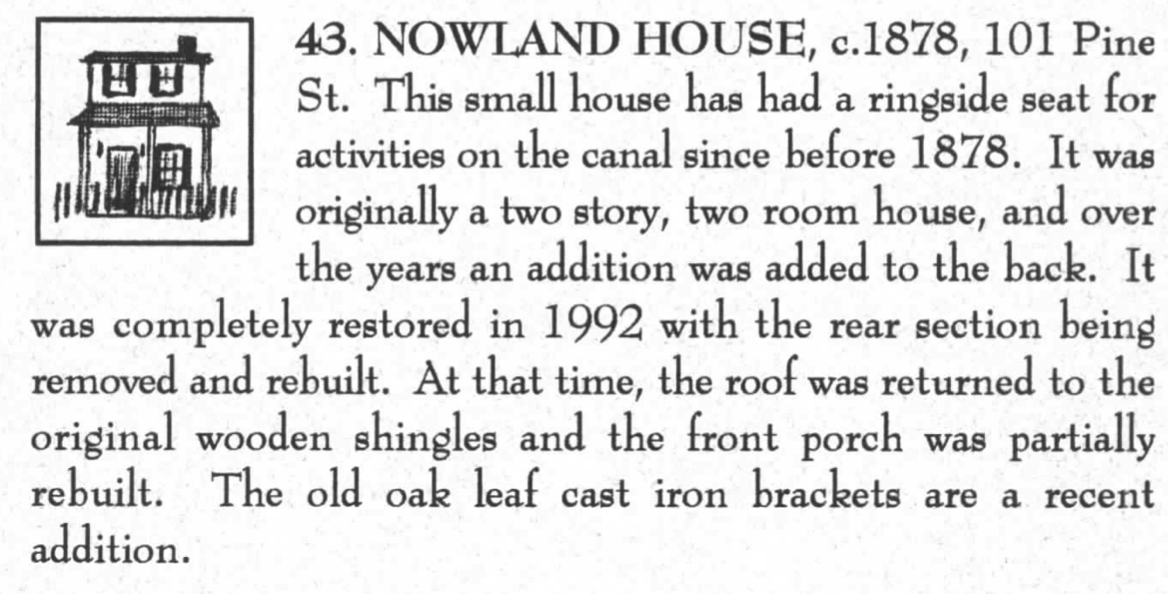 43. NOWLAND HOUSE, c.1878, 101 Pine
St. This small house has had a ringside seat for
activities on the canal since before 1878. It was
originally a two story, two room house, and over
the years an addition was added to the back. It
was completely restored in 1992 with the rear section being
removed and rebuilt. At that time, the roof was returned to the
original wooden shingles and the front porch was partially
rebuilt. The old oak leaf cast iron brackets are a recent
addition.